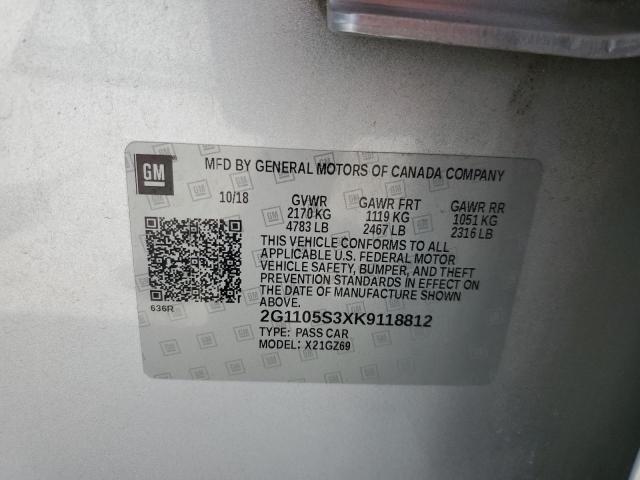 GM
MFD BY GENERAL MOTORS OF CANADA COMPANY
10/18 GVWR GAWR FRT GAWR RR
2170 KG 1119 KG 1051 KG
4783 LB 2467 LB 2316 LB
THIS VEHICLE CONFORMS TO ALL
APPLICABLE U.S. FEDERAL MOTOR
VEHICLE SAFETY, BUMPER, AND THEFT
PREVENTION STANDARDS IN EFFECT ON
THE DATE OF MANUFACTURE SHOWN
ABOVE.
636R
2G1105S3XK9118812
TYPE: PASS CAR
MODEL: X21GZ69